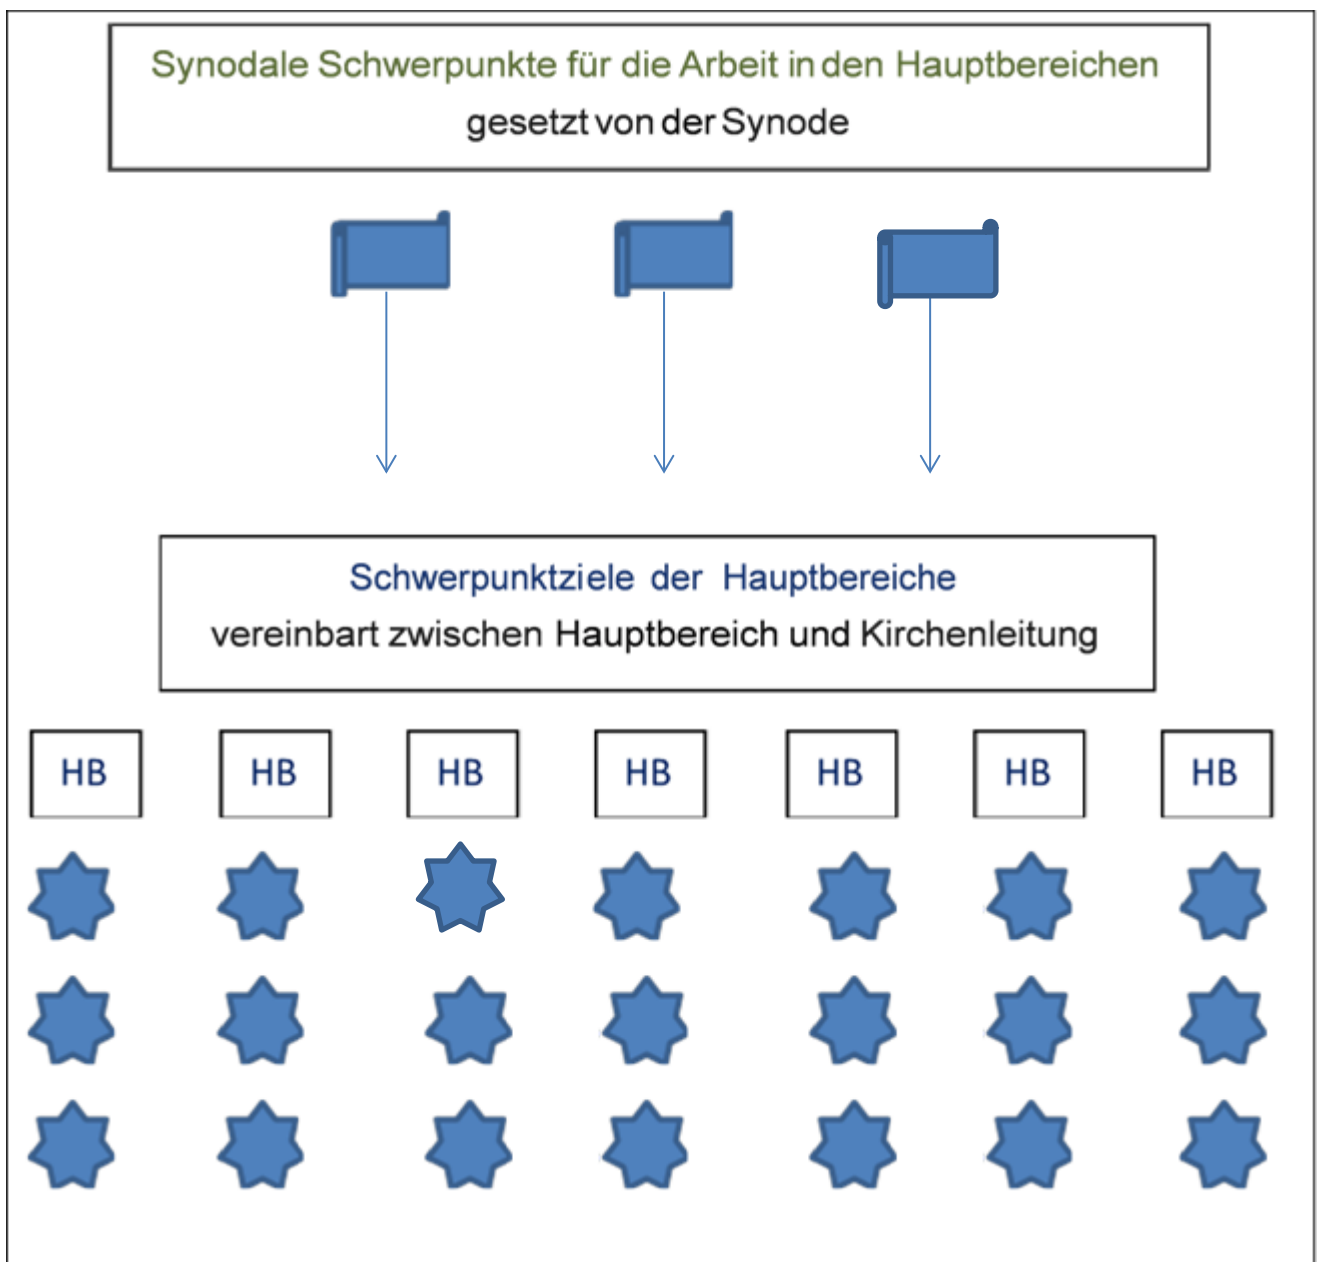 Synodale Schwerpunkte für die Arbeit in den Hauptbereichen
gesetzt von der Synode
Schwerpunktziele der Hauptbereiche
vereinbart zwischen Hauptbereich und Kirchenleitung
HB HB HB HB HB HB HB